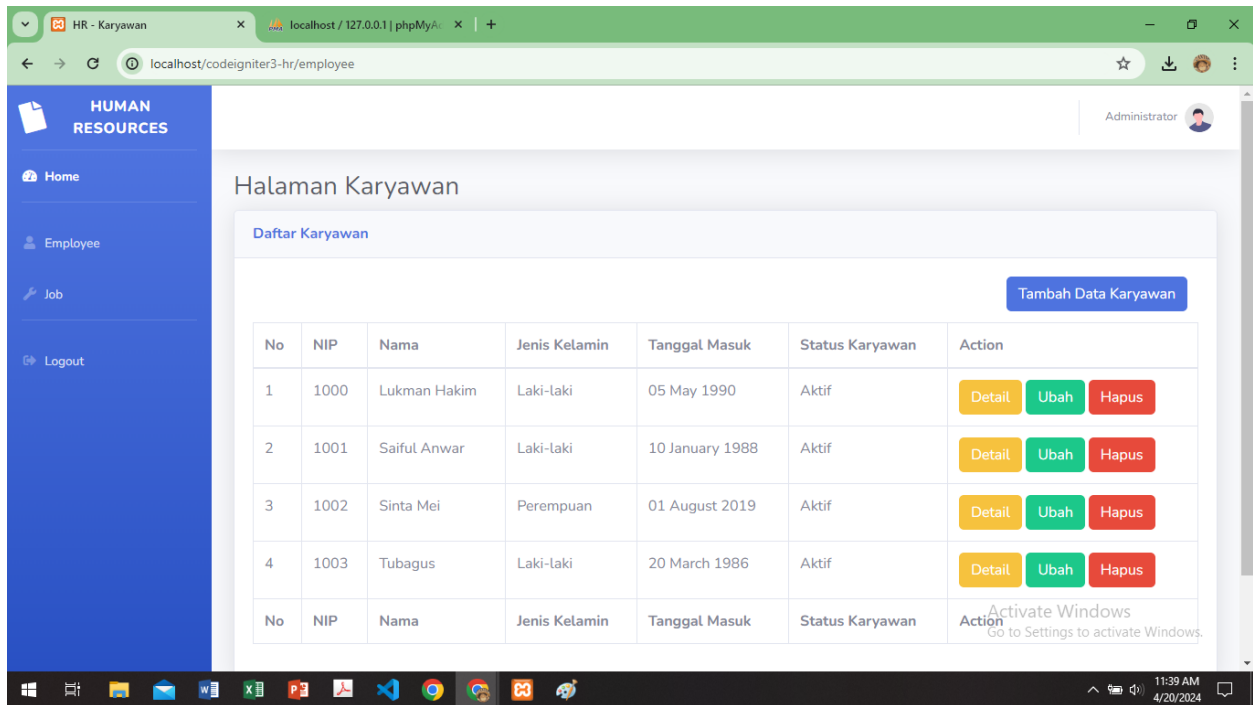 HR - Karyawan
localhost / 127.0.0.1 | phpMyAc
localhost/codeigniter3-hr/employee
HUMAN
RESOURCES
Administrator
Home
Employee
Job
Logout
Halaman Karyawan
Daftar Karyawan
Tambah Data Karyawan
No NIP Nama Jenis Kelamin Tanggal Masuk Status Karyawan Action
1 1000 Lukman Hakim Laki-laki 05 May 1990 Aktif Detail Ubah Hapus
2 1001 Saiful Anwar Laki-laki 10 January 1988 Aktif Detail Ubah Hapus
3 1002 Sinta Mei Perempuan 01 August 2019 Aktif Detail Ubah Hapus
4 1003 Tubagus Laki-laki 20 March 1986 Aktif Detail Ubah Hapus
No NIP Nama Jenis Kelamin Tanggal Masuk Status Karyawan Action
Activate Windows
Go to Settings to activate Windows.
11:39 AM
4/20/2024